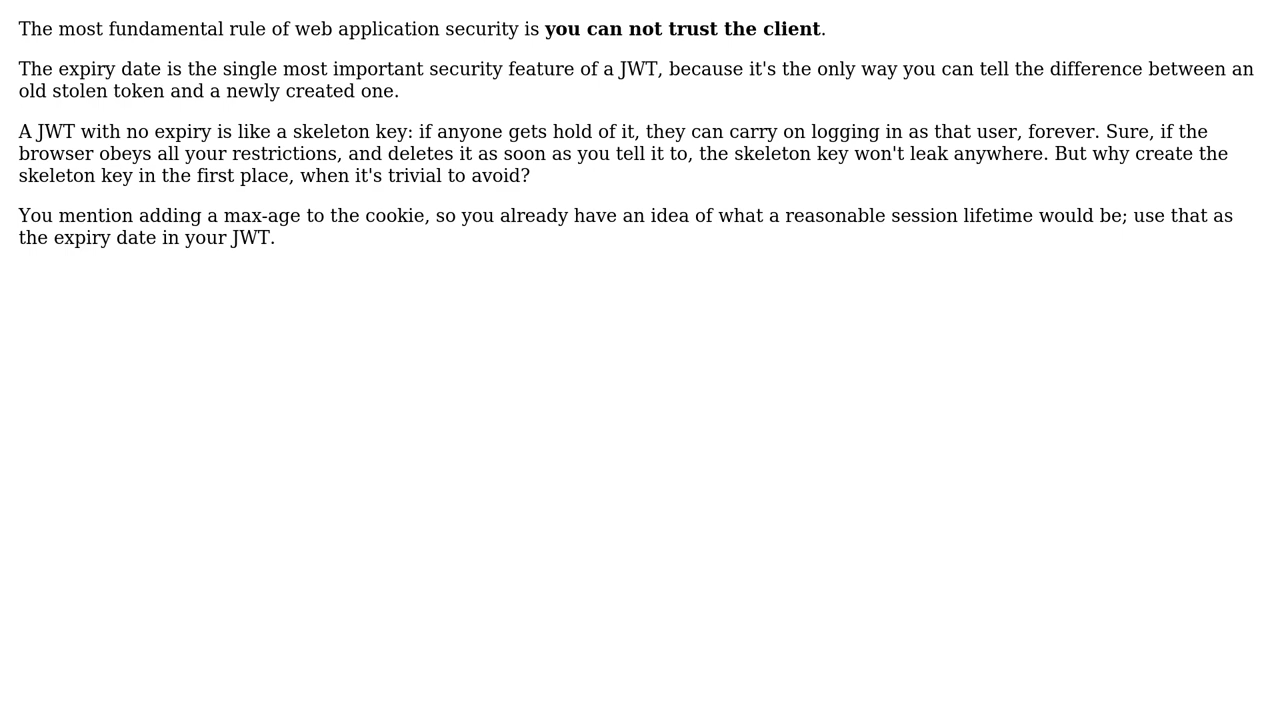 The most fundamental rule of web application security is you can not trust the client.
The expiry date is the single most important security feature of a JWT, because it's the only way you can tell the difference between an
old stolen token and a newly created one.
A JWT with no expiry is like a skeleton key: if anyone gets hold of it, they can carry on logging in as that user, forever. Sure, if the
browser obeys all your restrictions, and deletes it as soon as you tell it to, the skeleton key won't leak anywhere. But why create the
skeleton key in the first place, when it's trivial to avoid?
You mention adding a max-age to the cookie, so you already have an idea of what a reasonable session lifetime would be; use that as
the expiry date in your JWT.